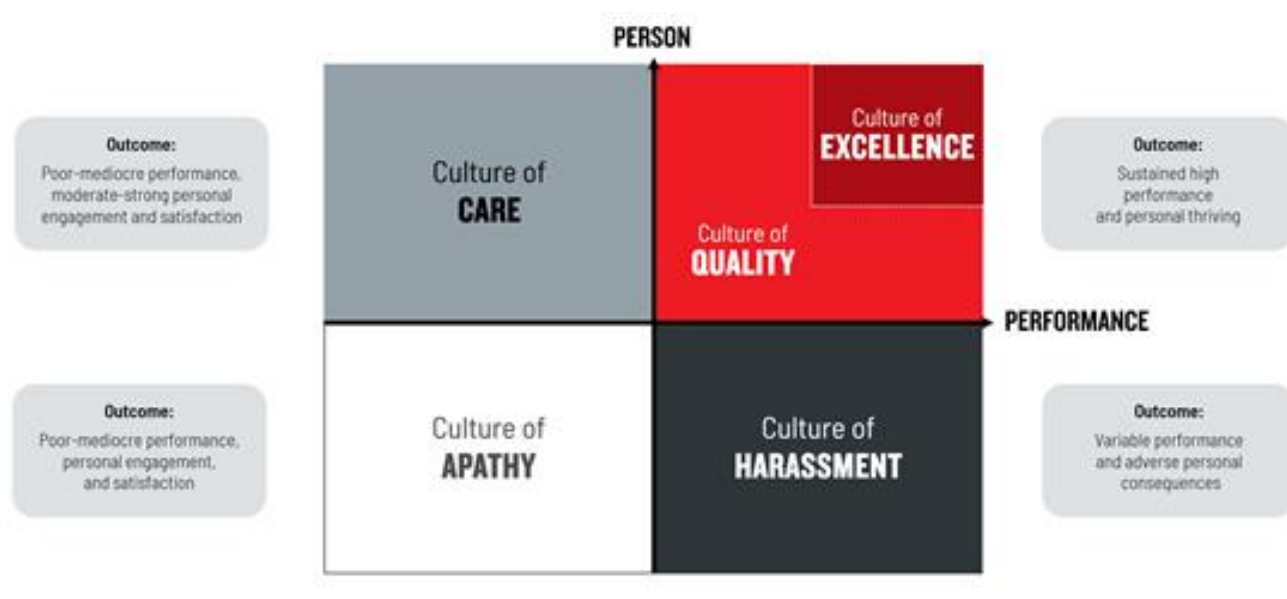 PERSON
Outcome:
Poor-mediocre performance,
moderate-strong personal
engagement and satisfaction
Culture of
CARE
Culture of
EXCELLENCE
Culture of
QUALITY
Outcome:
Sustained high
performance
and personal thriving
PERFORMANCE
Outcome:
Poor-mediocre performance,
personal engagement,
and satisfaction
Culture of
APATHY
Culture of
HARASSMENT
Outcome:
Variable performance
and adverse personal
consequences